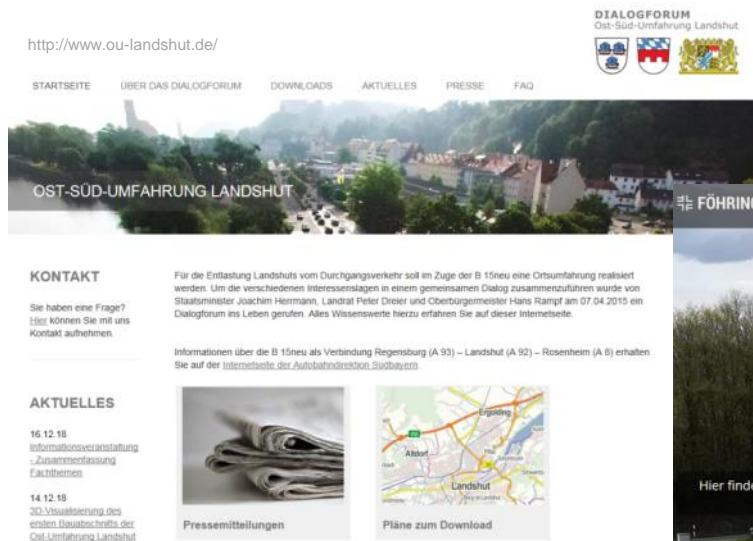 DIALOGFORUM
Ost-Süd-Umfahrung Landshut
http://www.ou-landshut.de/
STARTSEITE ÜBER DAS DIALOGFORUM DOWNLOADS AKTUELLES PRESSE FAQ
OST-SÜD-UMFAHRUNG LANDSHUT
KONTAKT
Sie haben eine Frage?
Hier können Sie mit uns
Kontakt aufnehmen.
AKTUELLES
16.12.18
Informationsveranstaltung
- Zusammenfassung
Fachthemen
14.12.18
3D-Visualisierung des
ersten Bauabschnitts der
Ost-Umfahrung Landshut
Für die Entlastung Landshuts vom Durchgangsverkehr soll im Zuge der B 15neu eine Ortsumfahrung realisiert
werden. Um die verschiedenen Interessenslagen in einem gemeinsamen Dialog zusammenzuführen wurde von
Staatsminister Joachim Herrmann, Landrat Peter Dreier und Oberbürgermeister Hans Rampf am 07.04.2015 ein
Dialogforum ins Leben gerufen. Alles Wissenswerte hierzu erfahren Sie auf dieser Internetseite.
Informationen über die B 15neu als Verbindung Regensburg (A 93) – Landshut (A 92) – Rosenheim (A 8) erhalten
Sie auf der Internetseite der Autobahndirektion Südbayern.
Pressemitteilungen
Ergolding
Altdorf
Landshut
Pläne zum Download
FÖHRING
Hier finde